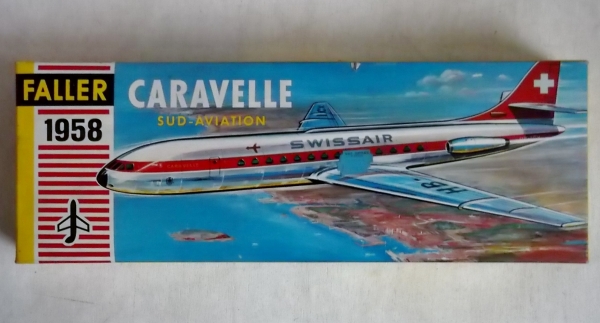 FALLER
1958
CARAVELLE
SUD-AVIATION
SWISSAIR
HB